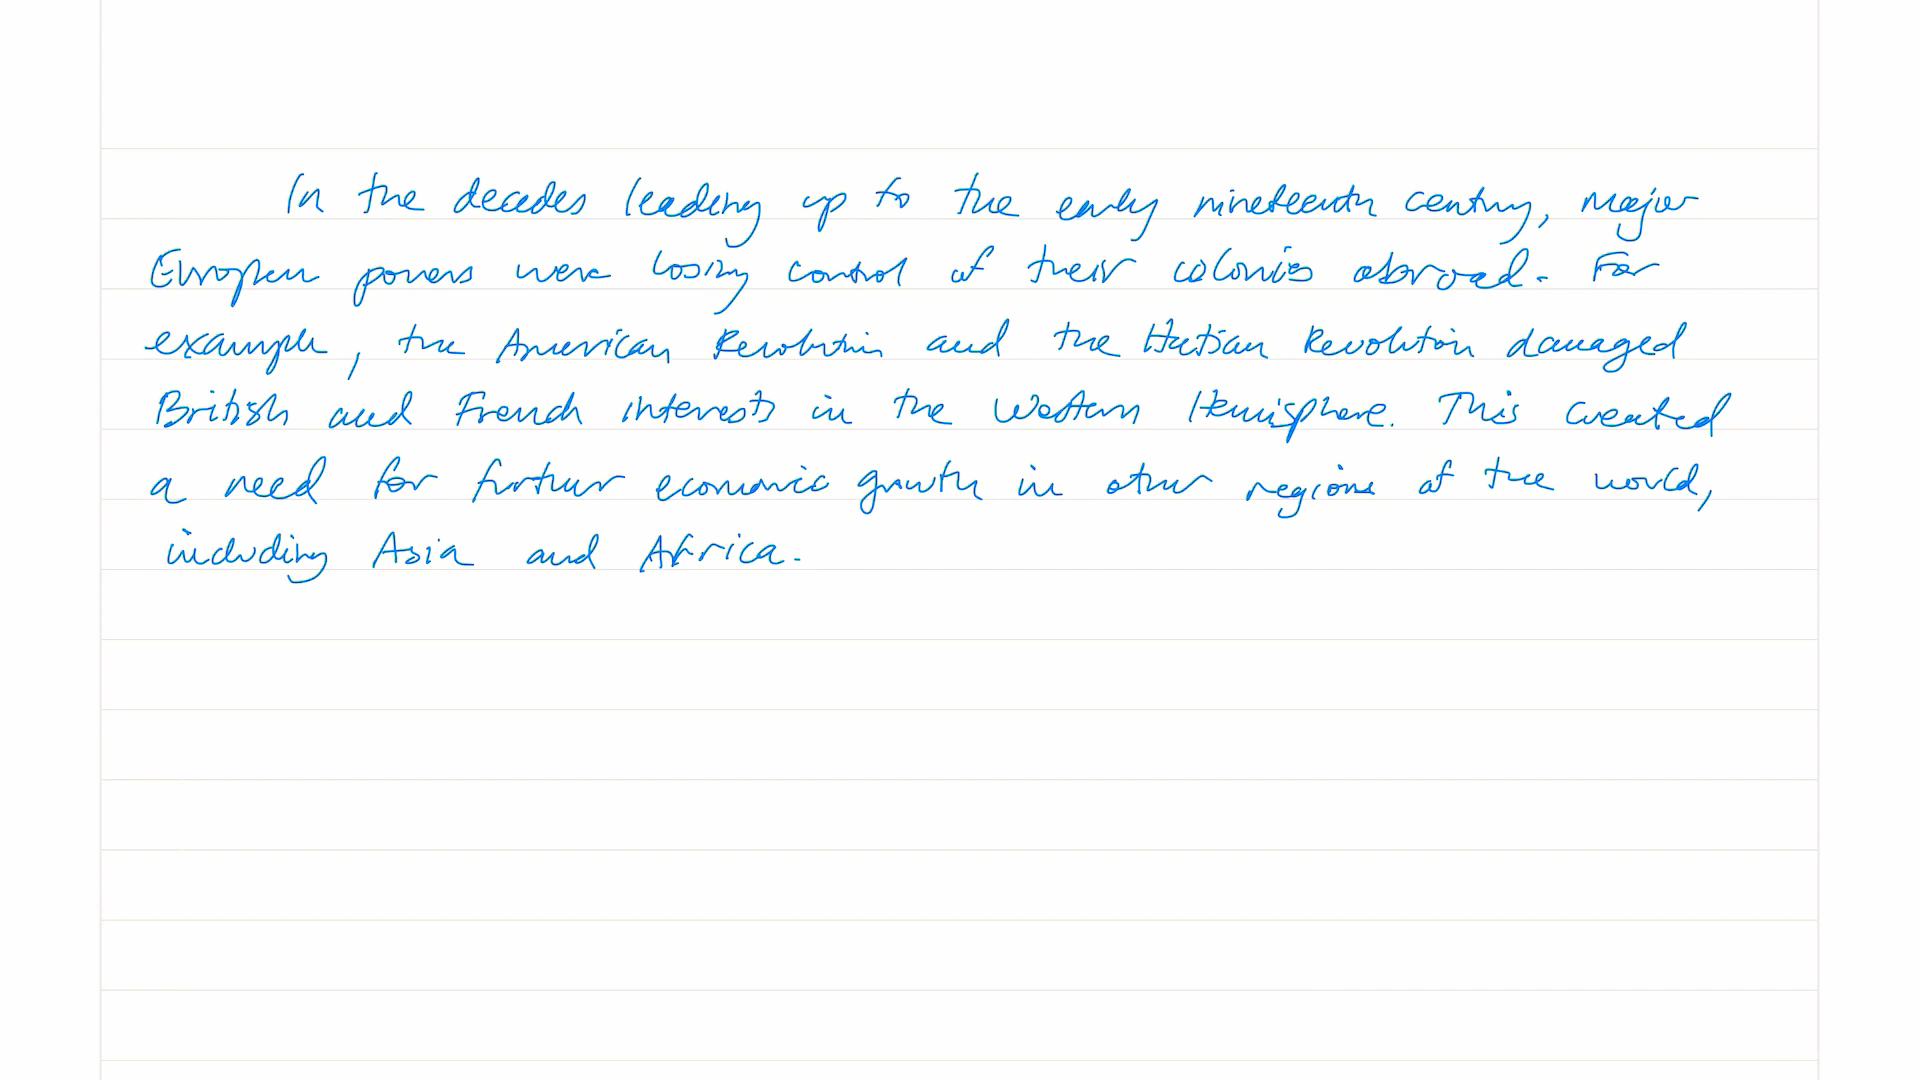 In the decades leading up to the early nineteenth century, major
European powers were losing control of their colonies abroad. For
example, the American Revolution and the Hatian Revolution damaged
British and French interests in the Western Hemisphere. This created
a need for further economic growth in other regions of the world,
including Asia and Africa.